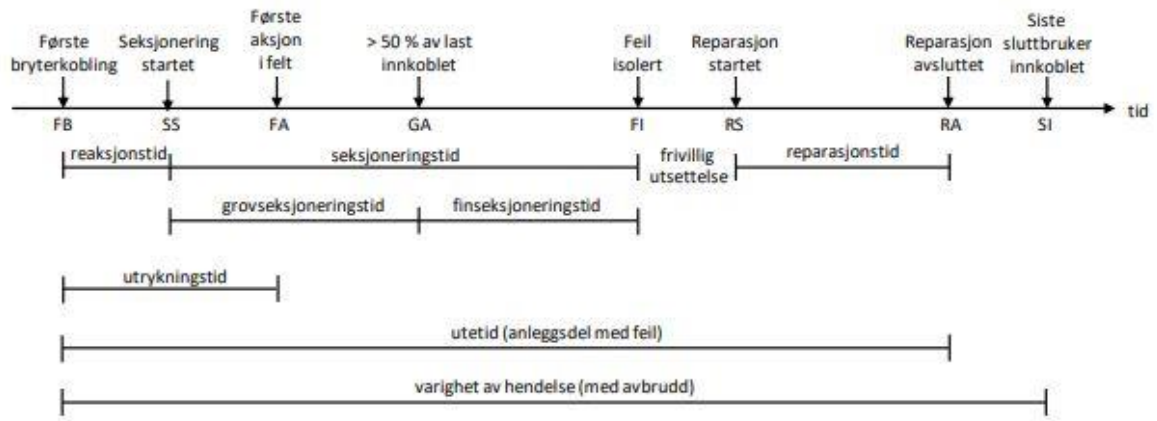 Første
bryterkobling
Seksjonering
startet
Første
aksjon
i felt
> 50 % av last
innkoblet
Feil
isolert
Reparasjon
startet
Reparasjon
avsluttet
Siste
sluttbruker
innkoblet
tid
FB
SS
FA
GA
FI
RS
RA
SI
reaksjonstid
seksjoneringstid
frivillig
utsettelse
reparasjonstid
grovseksjoneringstid
finseksjoneringstid
utrykningstid
utetid (anleggsdel med feil)
varighet av hendelse (med avbrudd)